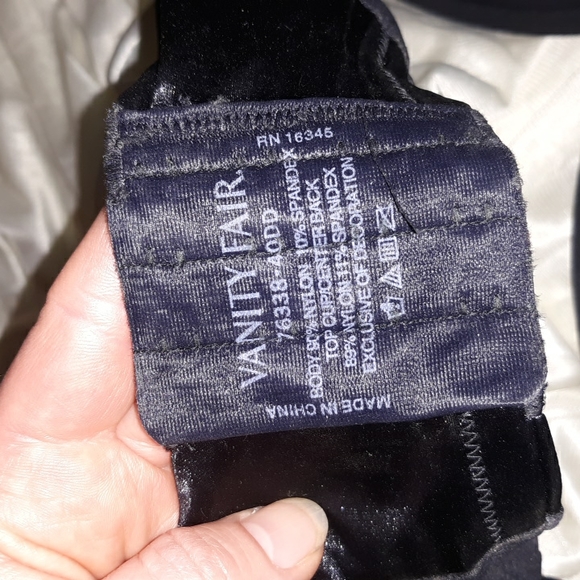 RN 16345
VANITY FAIR.
76338-40DD
BODY 90% NYLON 10% SPANDEX
TOP CUP/CENTER BACK
89% NYLON 11% SPANDEX
EXCLUSIVE OF DECORATION
MADE IN CHINA